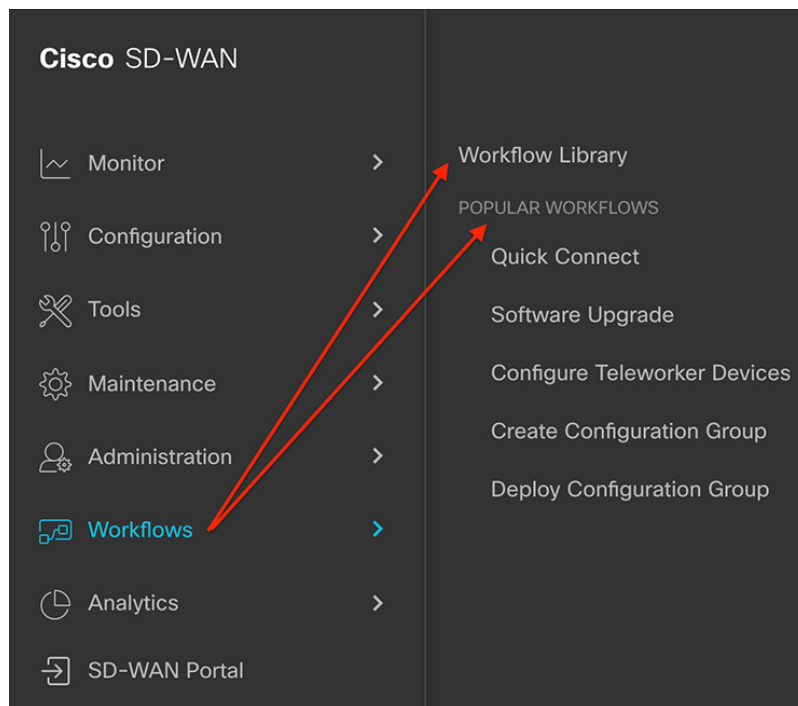 Cisco SD-WAN
Monitor
Configuration
Tools
Maintenance
Administration
Workflows
Analytics
SD-WAN Portal
Workflow Library
POPULAR WORKFLOWS
Quick Connect
Software Upgrade
Configure Teleworker Devices
Create Configuration Group
Deploy Configuration Group